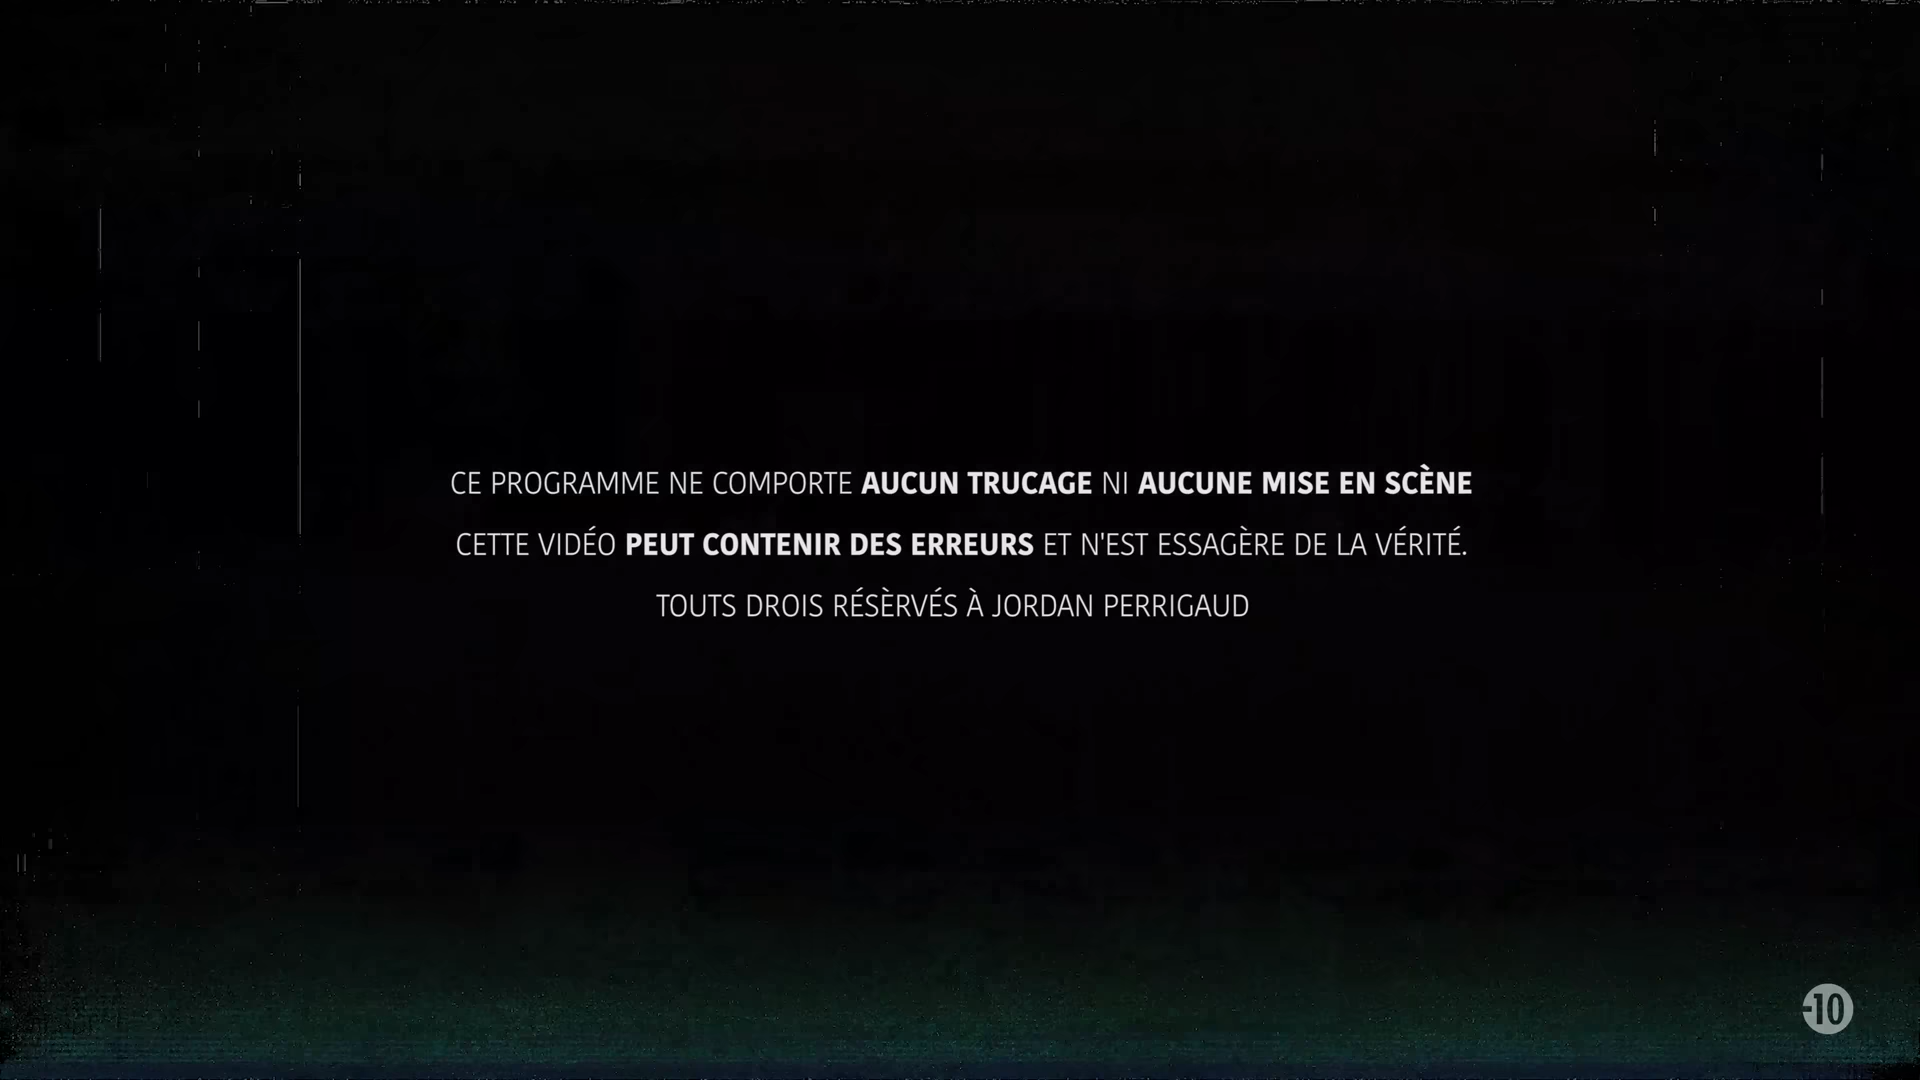 CE PROGRAMME NE COMPORTE AUCUN TRUCAGE NI AUCUNE MISE EN SCÈNE
CETTE VIDÉO PEUT CONTENIR DES ERREURS ET N'EST ESSAGÈRE DE LA VÉRITÉ.
TOUTS DROIS RÉSÈRVÉS À JORDAN PERRIGAUD
-10